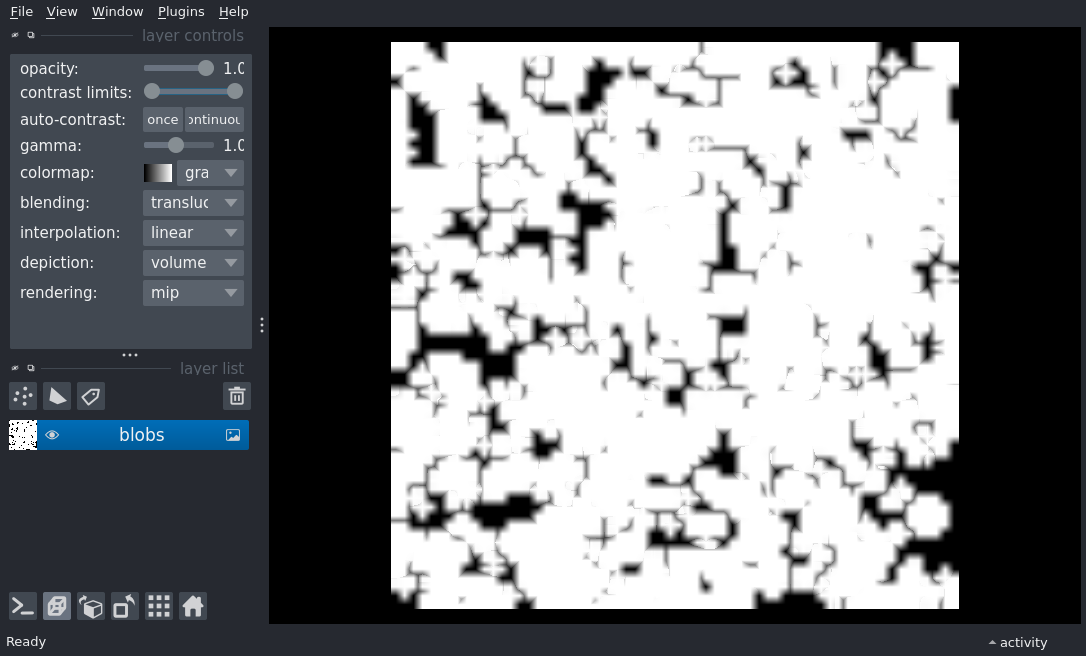 File View Window Plugins Help
layer controls
opacity: 1.0
contrast limits:
auto-contrast: once ontinuou
gamma: 1.0
colormap: gra
blending: transluc
interpolation: linear
depiction: volume
rendering: mip
layer list
blobs
Ready
activity